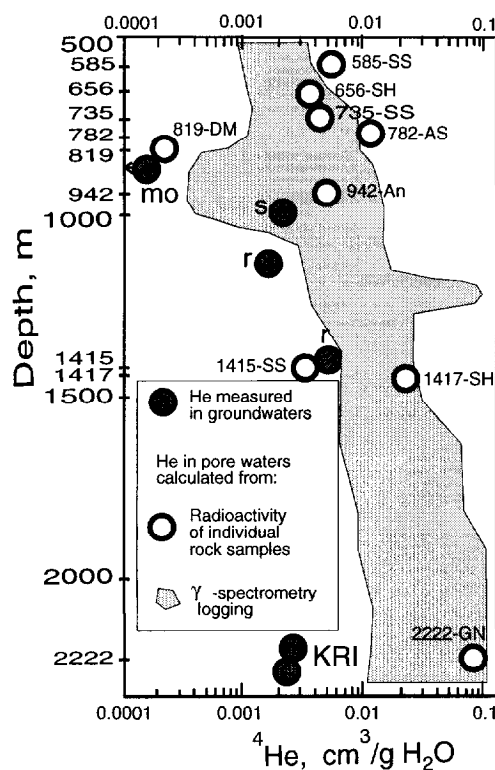 0.0001 0.001 0.01 0.1
500
585
656
735
782
819
942
1000
1415
1417
1500
2000
2222
Depth, m
585-SS
656-SH
735-SS
782-AS
819-DM
mo
942-An
s
r
r
1415-SS
1417-SH
He measured
in groundwaters
He in pore waters
calculated from:
Radioactivity
of individual
rock samples
γ -spectrometry
logging
2222-GN
KRI
0.0001 0.001 0.01 0.1
⁴He, cm³/g H₂O